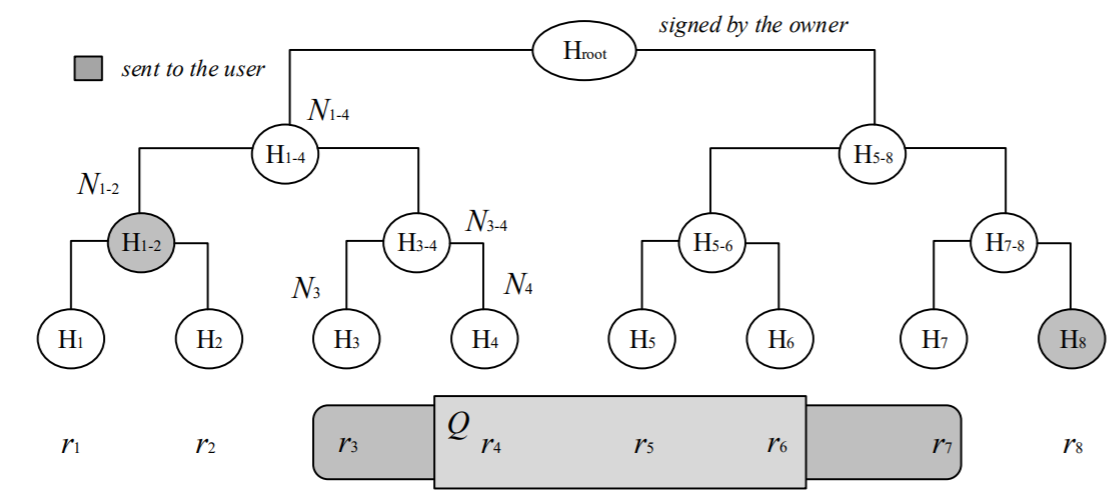 signed by the owner
Hroot
sent to the user
N1-4
H1-4
H5-8
N1-2
N3-4
H1-2
H3-4
H5-6
H7-8
N3
N4
H1
H2
H3
H4
H5
H6
H7
H8
Q
r1
r2
r3
r4
r5
r6
r7
r8